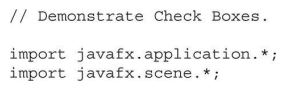 // Demonstrate Check Boxes.
import javafx.application.*;
import javafx.scene.*;